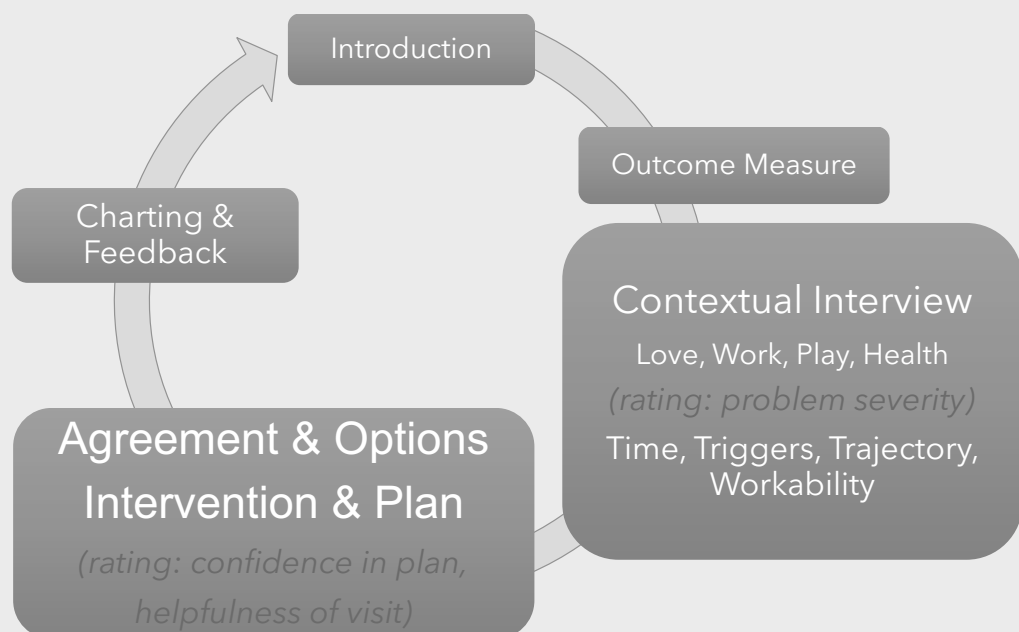 Introduction
Outcome Measure
Contextual Interview
Love, Work, Play, Health
(rating: problem severity)
Time, Triggers, Trajectory,
Workability
Agreement & Options
Intervention & Plan
(rating: confidence in plan,
helpfulness of visit)
Charting &
Feedback